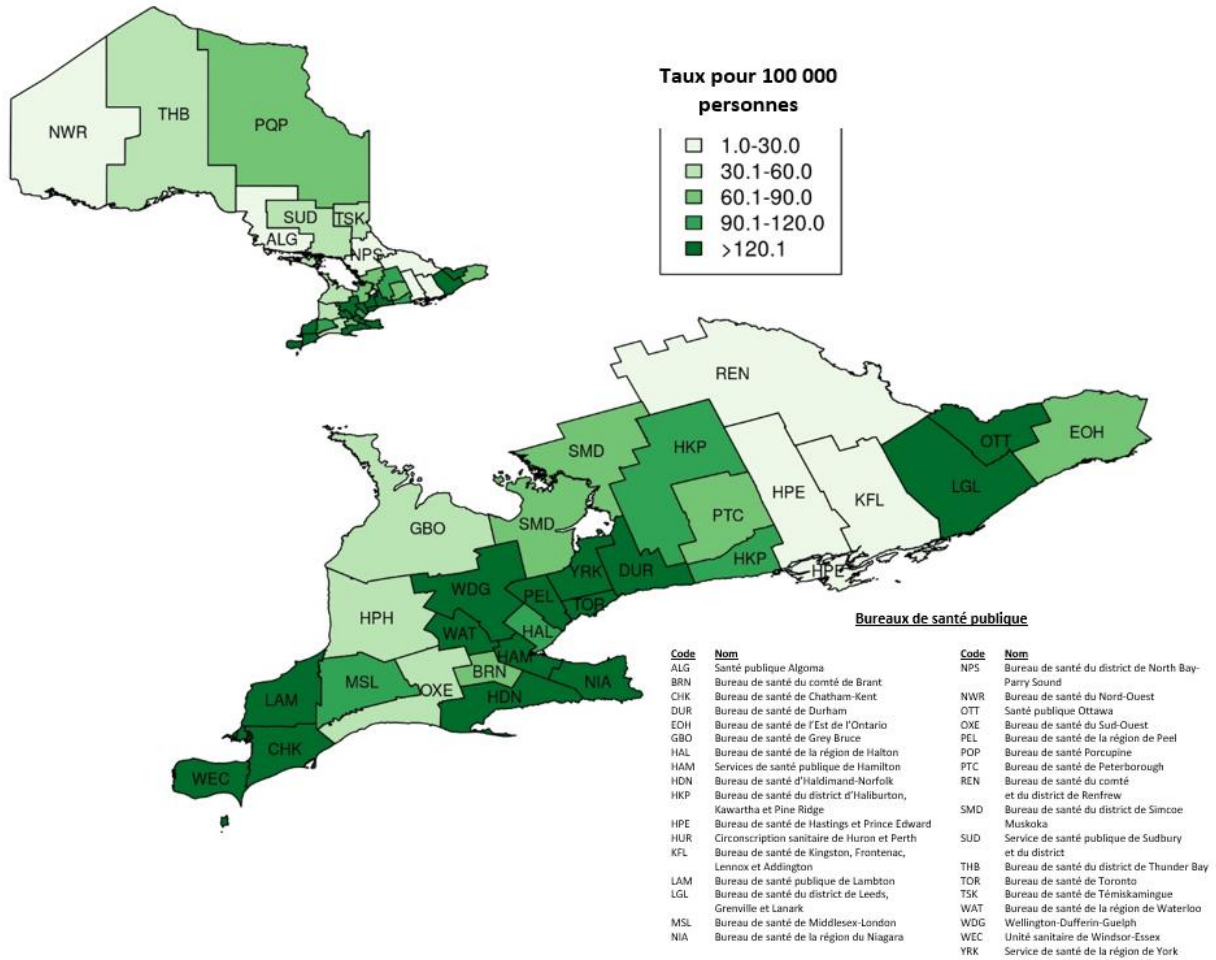 NWR
THB
PQP
SUD
TSK
ALG
NPS
Taux pour 100 000
personnes
1.0-30.0
30.1-60.0
60.1-90.0
90.1-120.0
>120.1
REN
SMD
HKP
OTT
EOH
HPE
KFL
LGL
GBO
SMD
PTC
HKP
HPE
WDG
YRK
DUR
PEL
TOR
HPH
WAT
HAL
HAM
BRN
MSL
OXE
NIA
HDN
LAM
CHK
WEC
Bureaux de santé publique
Code Nom
ALG Santé publique Algoma
BRN Bureau de santé du comté de Brant
CHK Bureau de santé de Chatham-Kent
DUR Bureau de santé de Durham
EOH Bureau de santé de l'Est de l'Ontario
GBO Bureau de santé de Grey Bruce
HAL Bureau de santé de la région de Halton
HAM Services de santé publique de Hamilton
HDN Bureau de santé d'Haldimand-Norfolk
HKP Bureau de santé du district d'Haliburton,
Kawartha et Pine Ridge
HPE Bureau de santé de Hastings et Prince Edward
HUR Circonscription sanitaire de Huron et Perth
KFL Bureau de santé de Kingston, Frontenac,
Lennox et Addington
LAM Bureau de santé publique de Lambton
LGL Bureau de santé du district de Leeds,
Grenville et Lanark
MSL Bureau de santé de Middlesex-London
NIA Bureau de santé de la région du Niagara
Code Nom
NPS Bureau de santé du district de North Bay-
Parry Sound
NWR Bureau de santé du Nord-Ouest
OTT Santé publique Ottawa
OXE Bureau de santé du Sud-Ouest
PEL Bureau de santé de la région de Peel
POP Bureau de santé Porcupine
PTC Bureau de santé de Peterborough
REN Bureau de santé du comté
et du district de Renfrew
SMD Bureau de santé du district de Simcoe
Muskoka
SUD Service de santé publique de Sudbury
et du district
THB Bureau de santé du district de Thunder Bay
TOR Bureau de santé de Toronto
TSK Bureau de santé de Témiskamingue
WAT Bureau de santé de la région de Waterloo
WDG Wellington-Dufferin-Guelph
WEC Unité sanitaire de Windsor-Essex
YRK Service de santé de la région de York